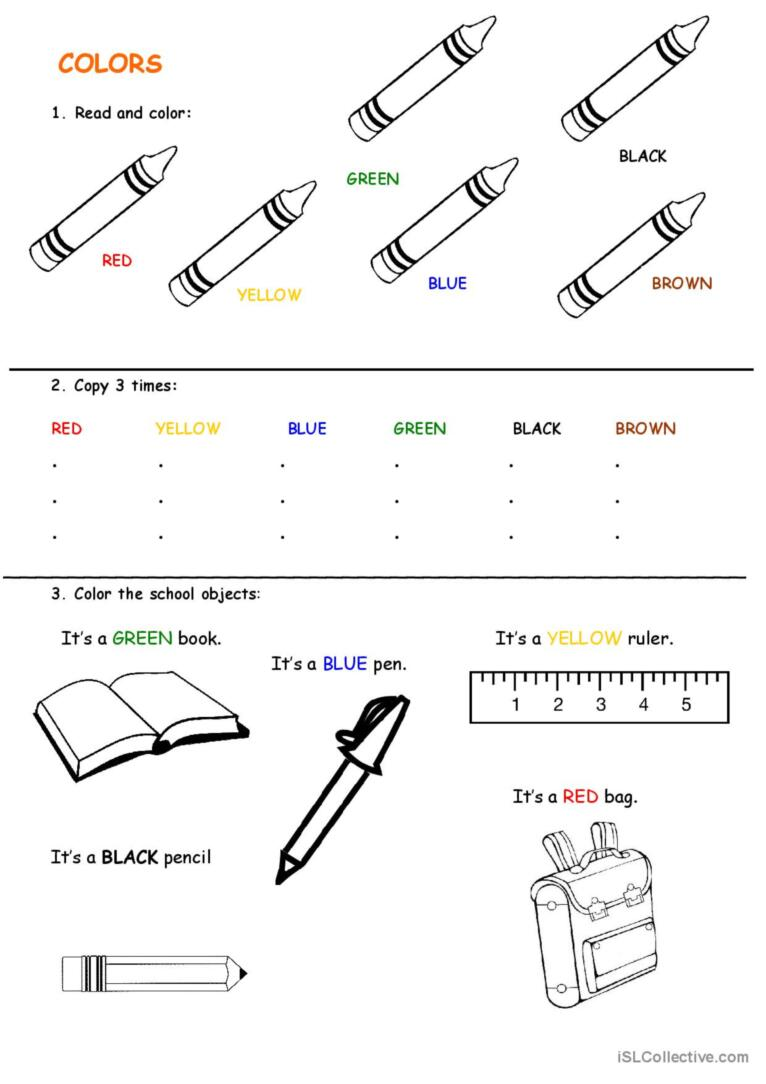 COLORS
1. Read and color:
BLACK
GREEN
RED
YELLOW
BLUE
BROWN
2. Copy 3 times:
RED YELLOW BLUE GREEN BLACK BROWN
. . . . . .
. . . . . .
. . . . . .
3. Color the school objects:
It's a GREEN book.
It's a BLUE pen.
It's a YELLOW ruler.
1 2 3 4 5
It's a RED bag.
It's a BLACK pencil
iSLCollective.com